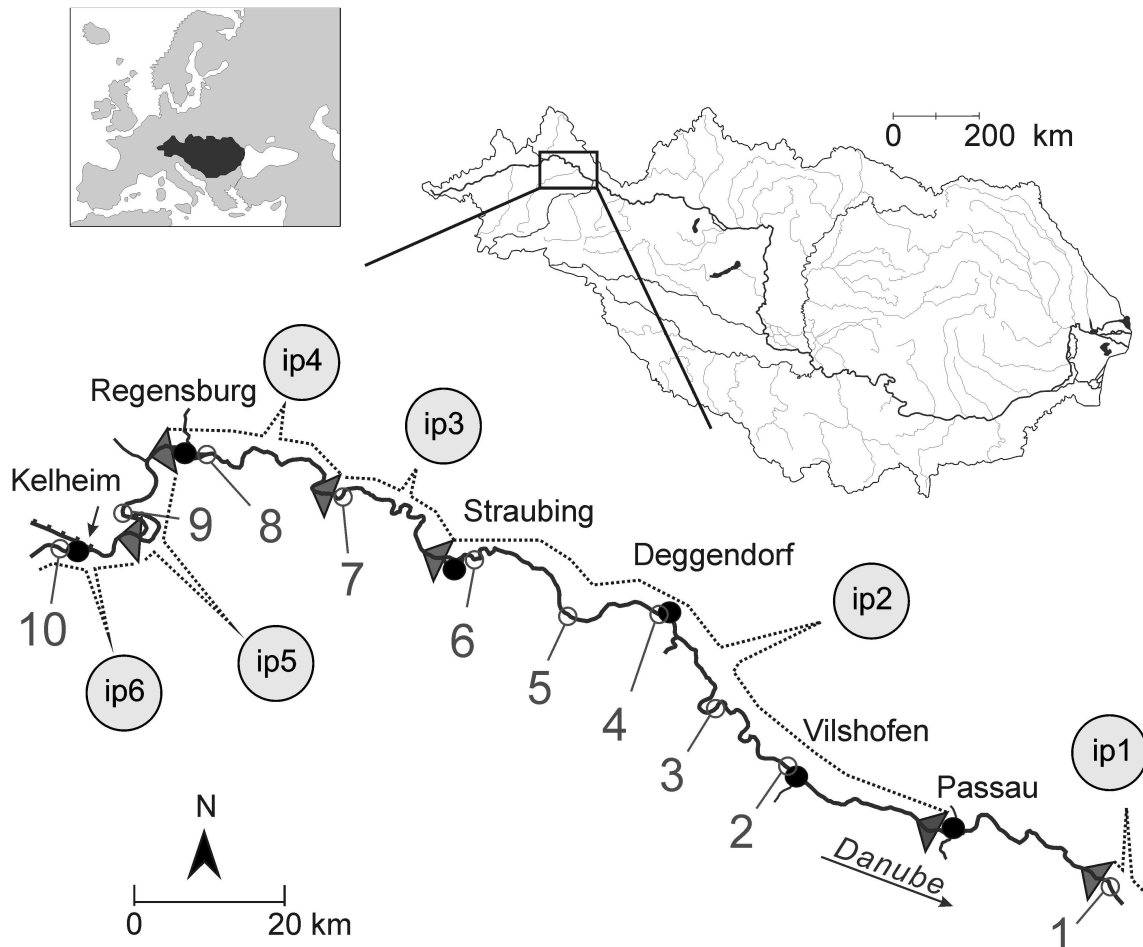 0 200 km
ip4
Regensburg
ip3
Kelheim
Straubing
9
8
Deggendorf
7
ip2
10
6
ip5
5
4
ip6
3
Vilshofen
ip1
2
Passau
N
Danube
0 20 km
1